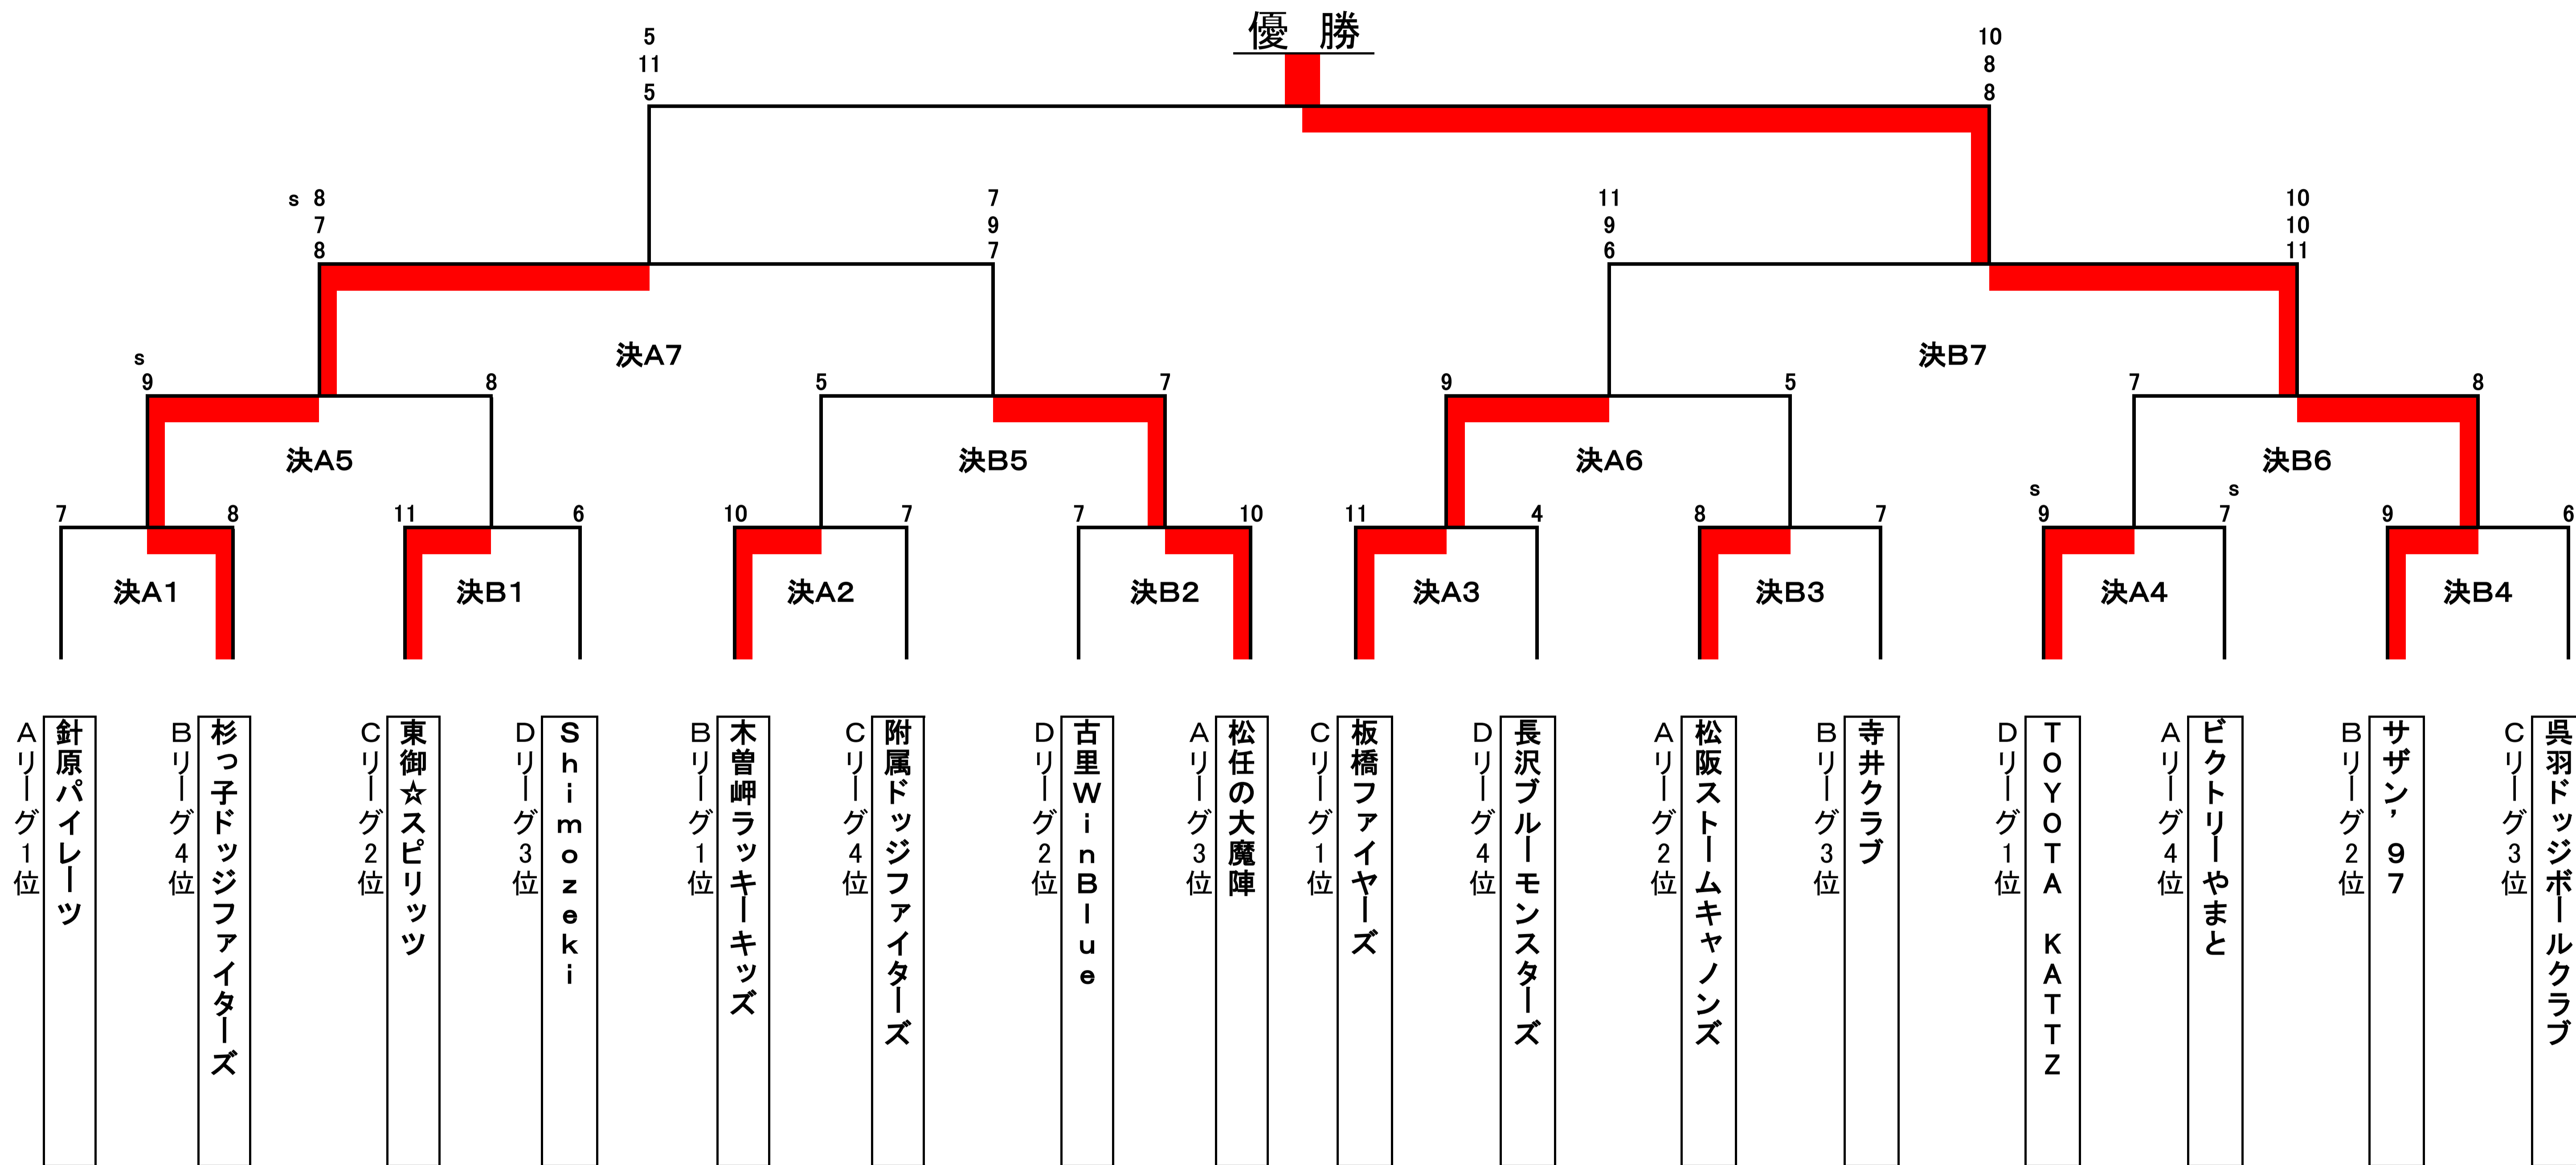 優　勝
5
11
5
10
8
8
s 8
7
8
7
9
7
11
9
6
10
10
11
決A7
決B7
s
9
8
5
7
9
5
7
8
決A5
決B5
決A6
決B6
s
s
7
8
11
6
10
7
7
10
11
4
8
7
9
7
9
6
決A1
決B1
決A2
決B2
決A3
決B3
決A4
決B4
Aリーグ1位
針原パイレーツ
Bリーグ4位
杉っ子ドッジファイターズ
Cリーグ2位
東御☆スピリッツ
Dリーグ3位
Shimozeki
Bリーグ1位
木曽岬ラッキーキッズ
Cリーグ4位
附属ドッジファイターズ
Dリーグ2位
古里WinBlue
Aリーグ3位
松任の大魔陣
Cリーグ1位
板橋ファイヤーズ
Dリーグ4位
長沢ブルーモンスターズ
Aリーグ2位
松阪ストームキャノンズ
Bリーグ3位
寺井クラブ
Dリーグ1位
TOYOTA KATTZ
Aリーグ4位
ビクトリーやまと
Bリーグ2位
サザン’97
Cリーグ3位
呉羽ドッジボールクラブ